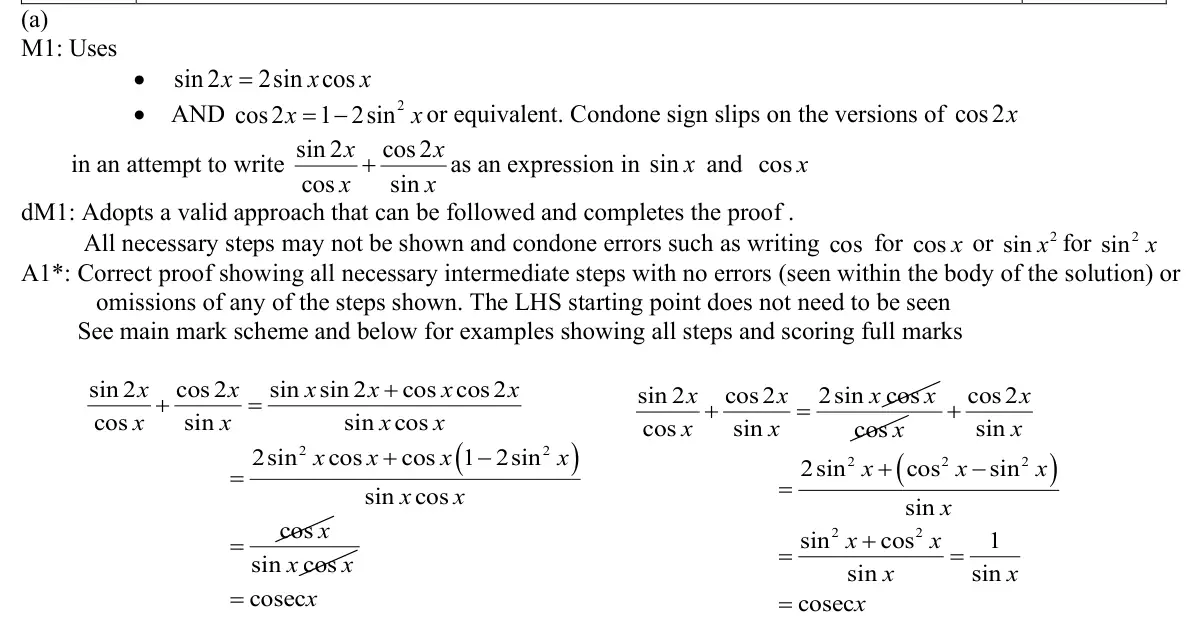 (a)
M1: Uses
• sin 2x = 2 sin x cos x
• AND cos 2x = 1 − 2 sin² x or equivalent. Condone sign slips on the versions of cos 2x
in an attempt to write (sin 2x)/(cos x) + (cos 2x)/(sin x) as an expression in sin x and cos x
dM1: Adopts a valid approach that can be followed and completes the proof .
All necessary steps may not be shown and condone errors such as writing cos for cos x or sin x² for sin² x
A1*: Correct proof showing all necessary intermediate steps with no errors (seen within the body of the solution) or
omissions of any of the steps shown. The LHS starting point does not need to be seen
See main mark scheme and below for examples showing all steps and scoring full marks
(sin 2x)/(cos x) + (cos 2x)/(sin x) = (sin x sin 2x + cos x cos 2x)/(sin x cos x)
= (2 sin² x cos x + cos x (1 − 2 sin² x))/(sin x cos x)
= (cos x)/(sin x cos x)
= cosecx
(sin 2x)/(cos x) + (cos 2x)/(sin x) = (2 sin x cos x)/(cos x) + (cos 2x)/(sin x)
= (2 sin² x + (cos² x − sin² x))/(sin x)
= (sin² x + cos² x)/(sin x) = 1/(sin x)
= cosecx